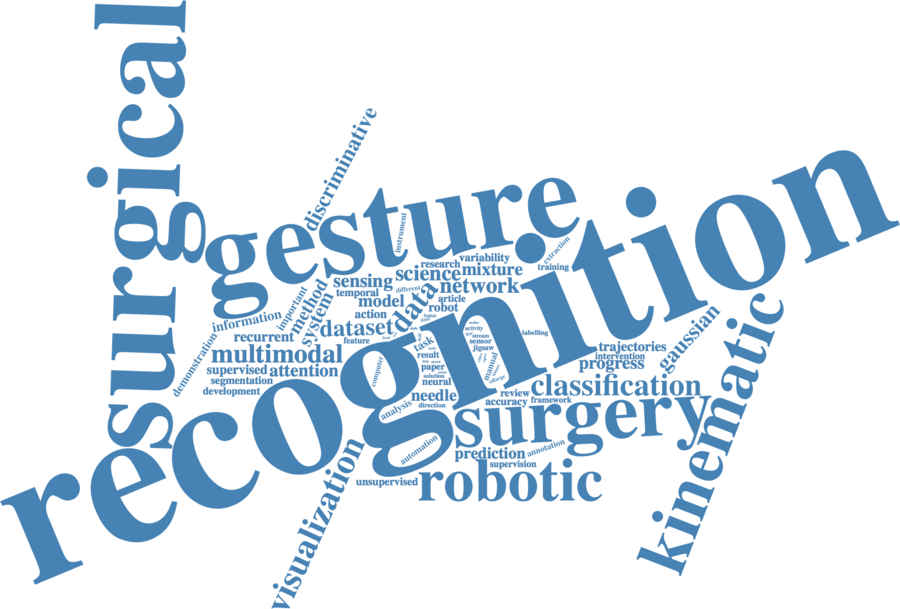 surgical
discriminative
gesture
recognition
instrument
extraction
research
variability
training
sensing
science
mixture
temporal
different
network
model
data
article
robot
action
important
method
system
information
dataset
feature
recurrent
demonstration
multimodal
supervised
attention
segmentation
development
task
result
paper
solution
neural
computer
needle
direction
activity
stream
sensor
jigsaw
manual
labelling
trajectories
intervention
progress
gaussian
kinematic
classification
review
framework
accuracy
surgery
analysis
automation
prediction
annotation
supervision
unsupervised
robotic
visualization